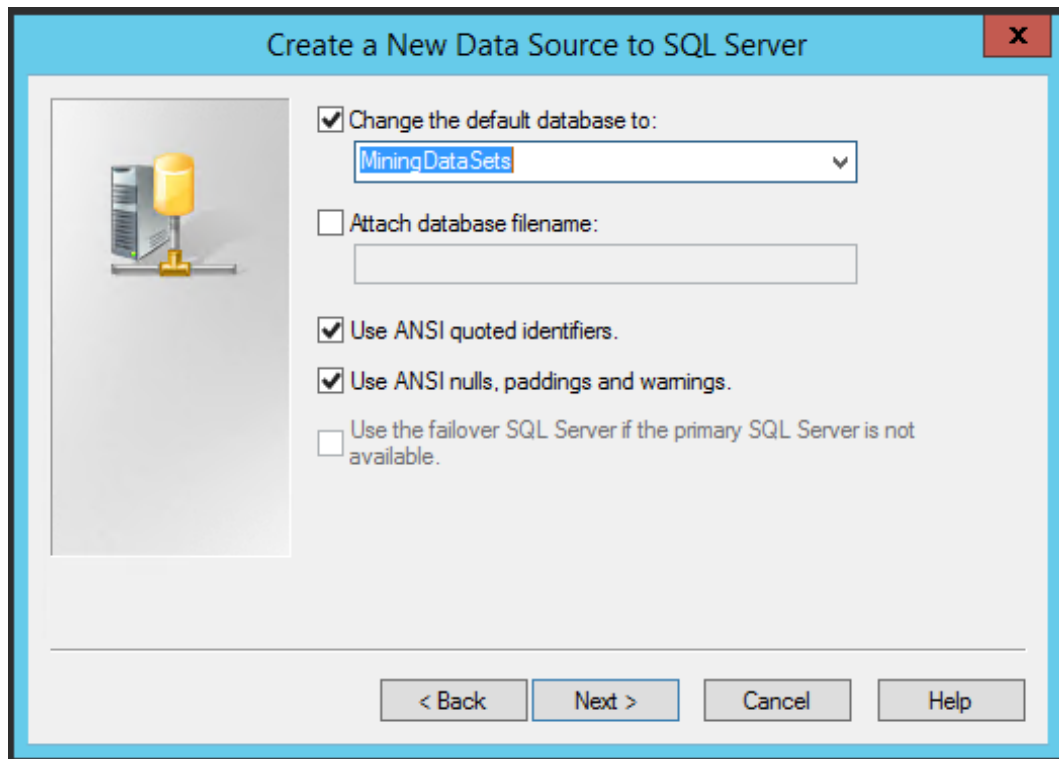 Create a New Data Source to SQL Server
x
Change the default database to:
MiningDataSets
Attach database filename:
Use ANSI quoted identifiers.
Use ANSI nulls, paddings and warnings.
Use the failover SQL Server if the primary SQL Server is not
available.
< Back Next > Cancel Help